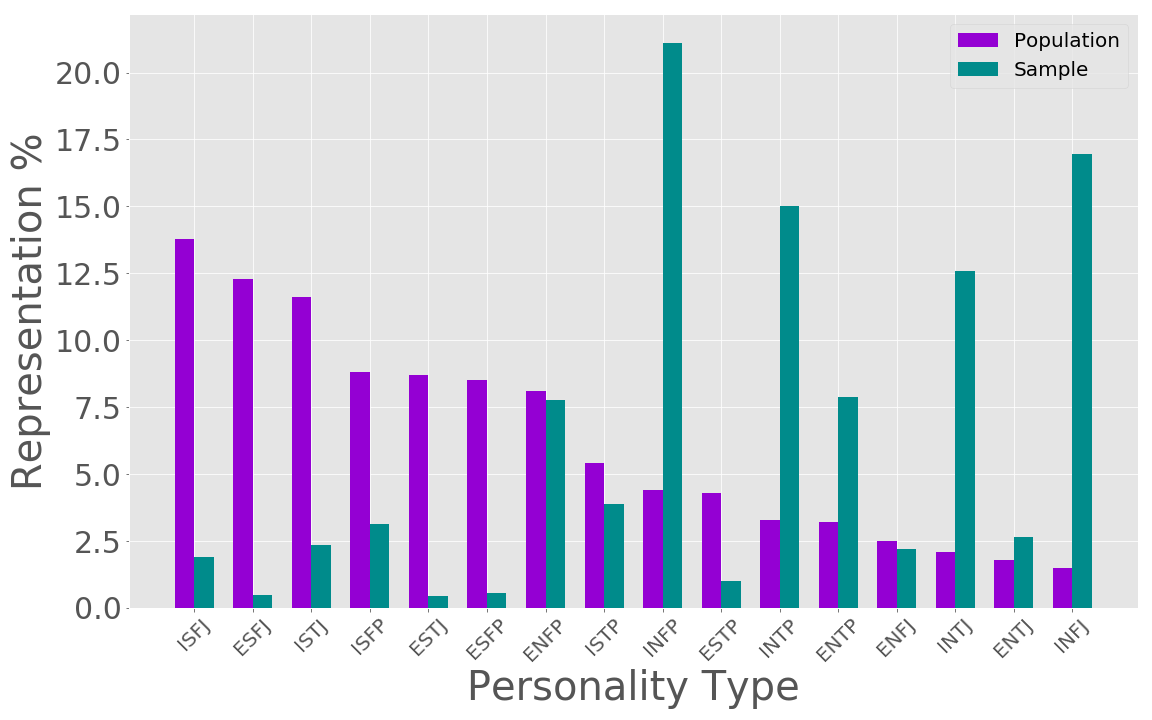 Population
Sample
Representation %
20.0
17.5
15.0
12.5
10.0
7.5
5.0
2.5
0.0
ISFJ
ESFJ
ISTJ
ISFP
ESTJ
ESFP
ENFP
ISTP
INFP
ESTP
INTP
ENTP
ENFJ
INTJ
ENTJ
INFJ
Personality Type